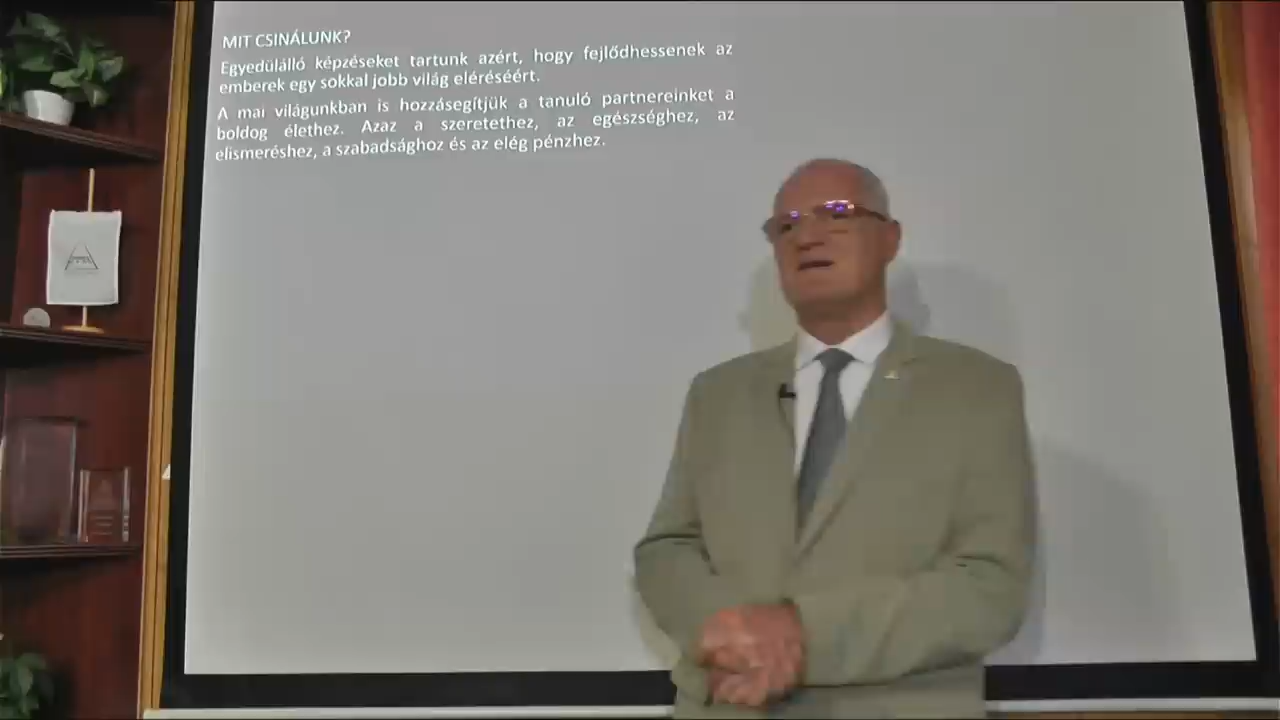 MIT CSINÁLUNK?
Egyedülálló képzéseket tartunk azért, hogy fejlődhessenek az
emberek egy sokkal jobb világ eléréséért.
A mai világunkban is hozzásegítjük a tanuló partnereinket a
boldog élethez. Azaz a szeretethez, az egészséghez, az
elismeréshez, a szabadsághoz és az elég pénzhez.